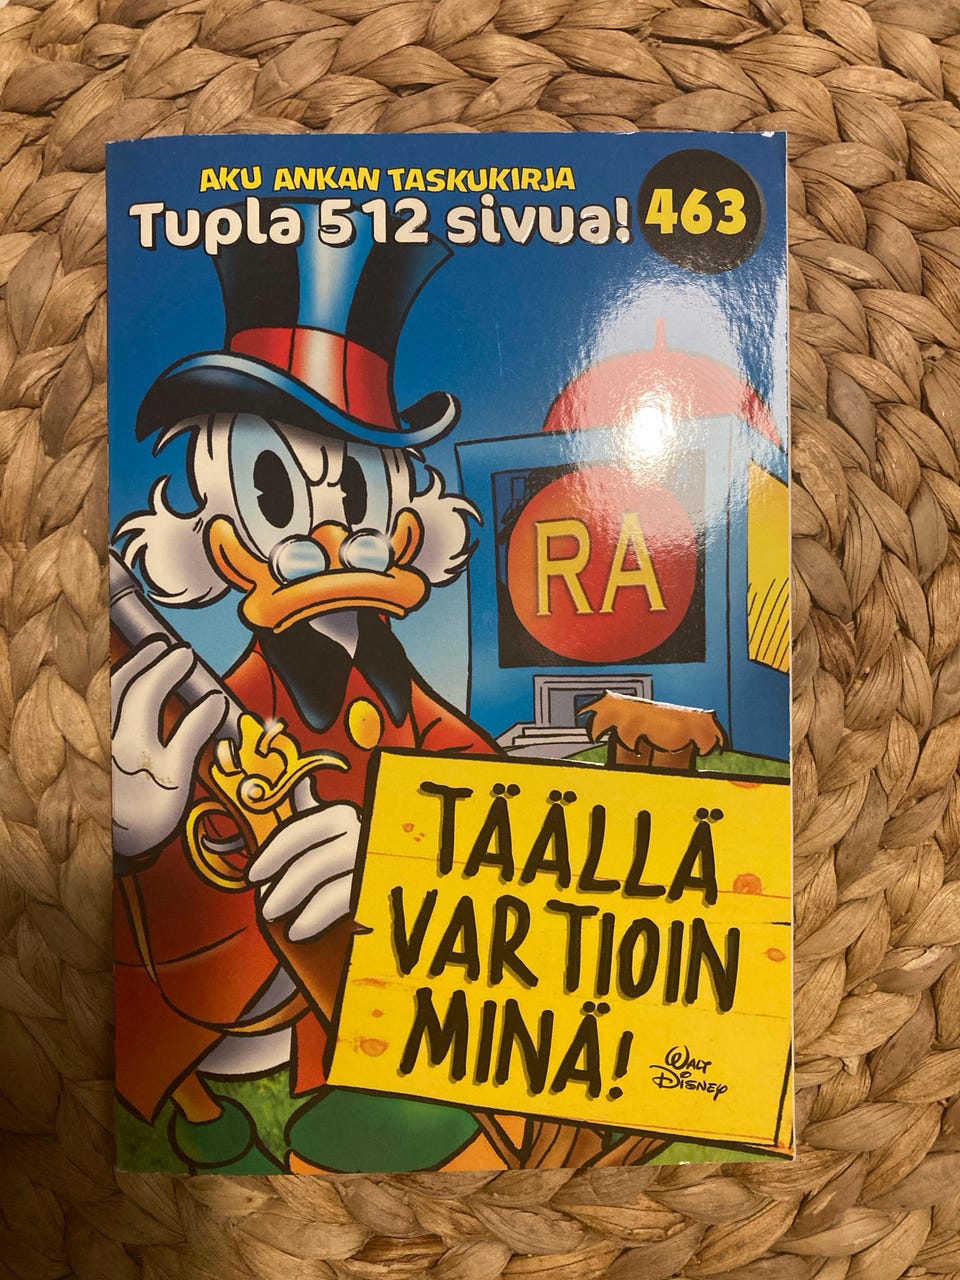 AKU ANKAN TASKUKIRJA
Tupla 512 sivua!
463
RA
TÄÄLLÄ
VARTIOIN
MINÄ!
WALT
DISNEY